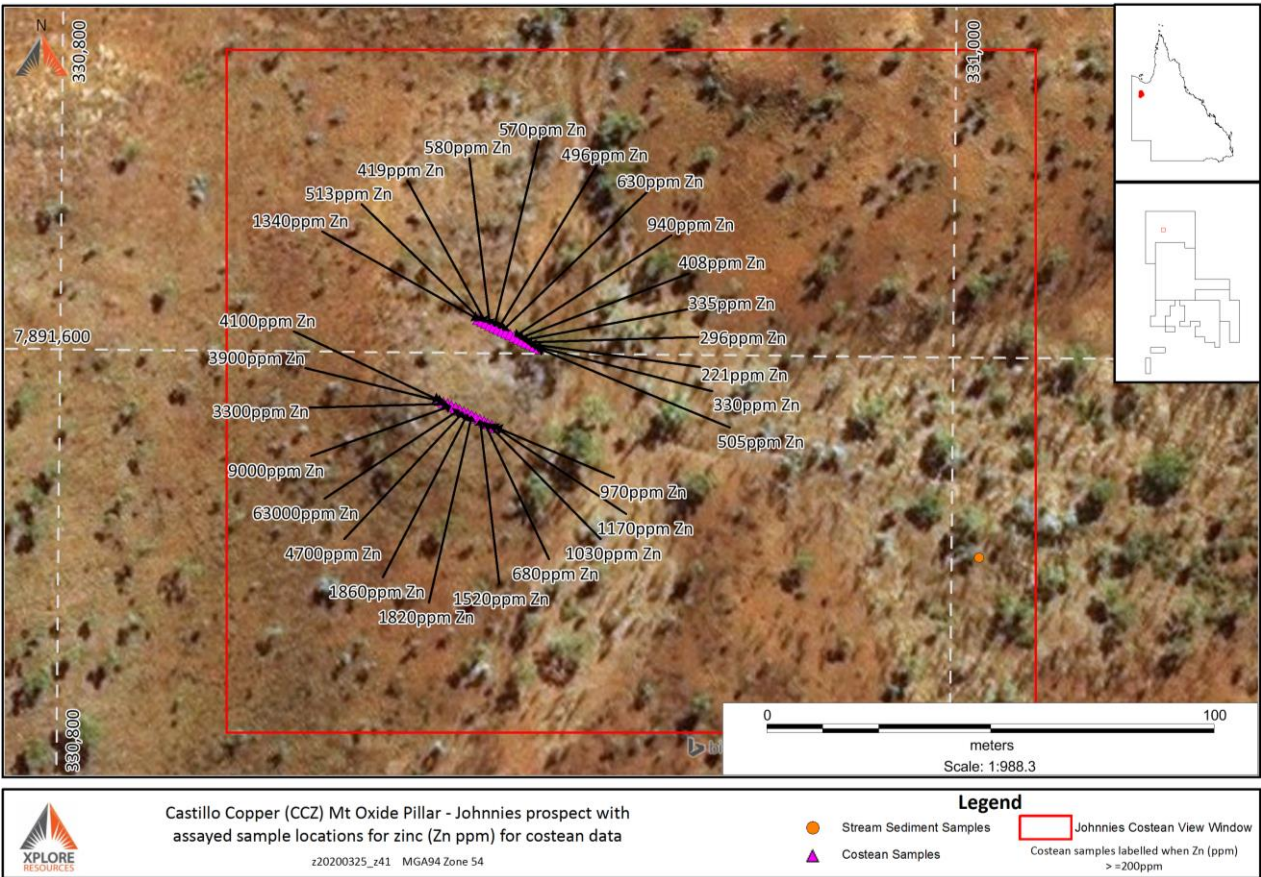 N
330,800
331,000
570ppm Zn
580ppm Zn
496ppm Zn
419ppm Zn
630ppm Zn
513ppm Zn
1340ppm Zn
940ppm Zn
408ppm Zn
335ppm Zn
4100ppm Zn
7,891,600
296ppm Zn
3900ppm Zn
221ppm Zn
330ppm Zn
3300ppm Zn
505ppm Zn
9000ppm Zn
970ppm Zn
63000ppm Zn
1170ppm Zn
4700ppm Zn
1030ppm Zn
680ppm Zn
1860ppm Zn
1520ppm Zn
1820ppm Zn
330,800
0 100
meters
Scale: 1:988.3
XPLORE
RESOURCES
Castillo Copper (CCZ) Mt Oxide Pillar - Johnnies prospect with
assayed sample locations for zinc (Zn ppm) for costean data
z20200325_z41 MGA94 Zone 54
Legend
Stream Sediment Samples
Costean Samples
Johnnies Costean View Window
Costean samples labelled when Zn (ppm)
> =200ppm